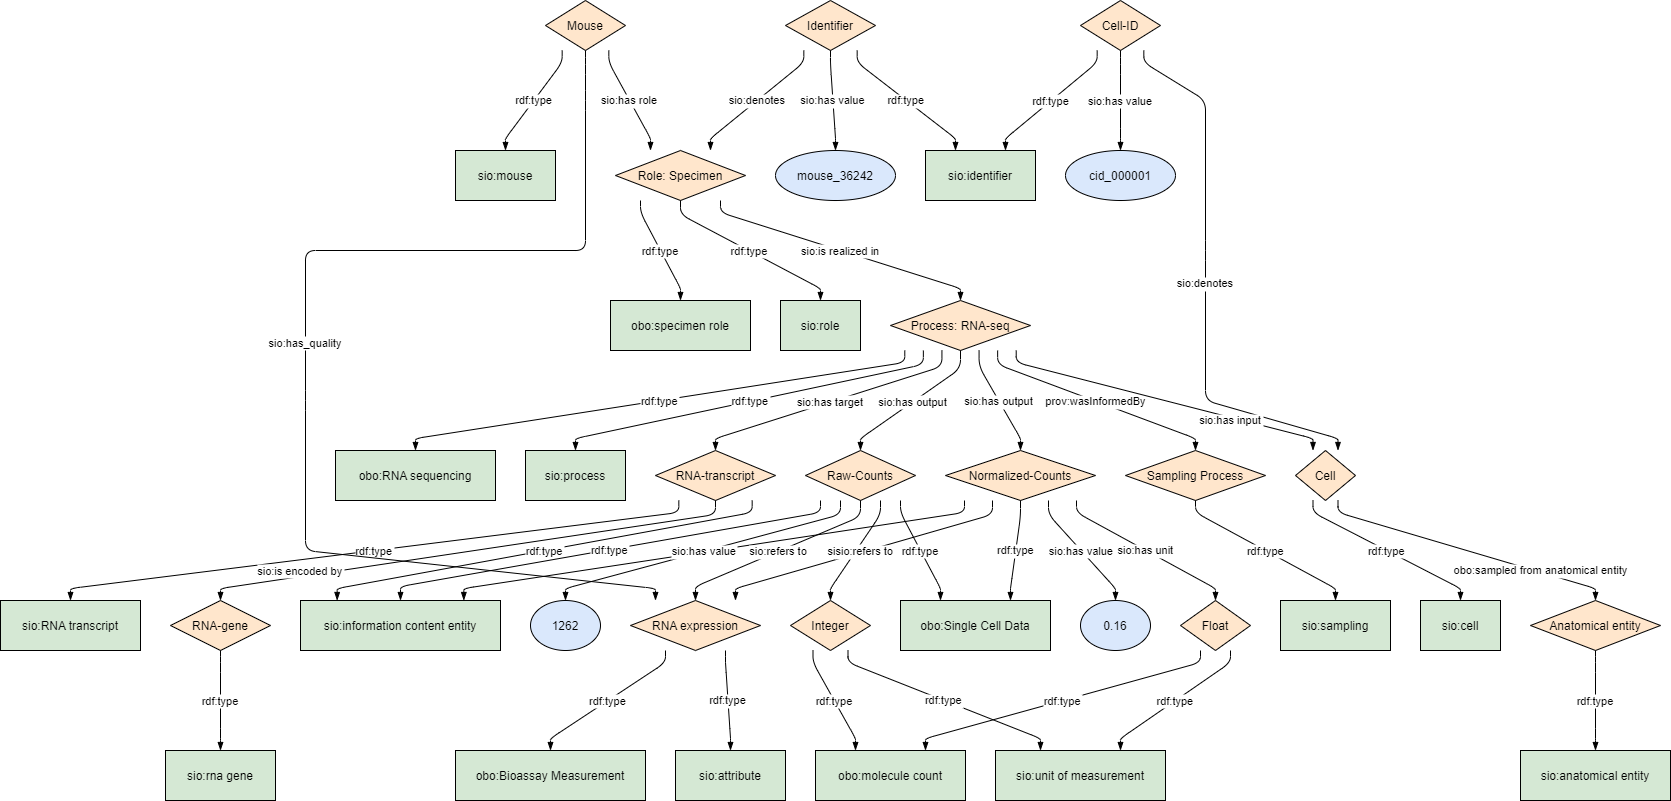 Mouse
Identifier
Cell-ID
rdf:type
sio:has role
sio:denotes
sio:has value
rdf:type
rdf:type
sio:has value
sio:mouse
Role: Specimen
mouse_36242
sio:identifier
cid_000001
rdf:type
rdf:type
sio:is realized in
sio:denotes
obo:specimen role
sio:role
Process: RNA-seq
sio:has_quality
rdf:type
rdf:type
sio:has target
sio:has output
sio:has output
prov:wasInformedBy
sio:has input
obo:RNA sequencing
sio:process
RNA-transcript
Raw-Counts
Normalized-Counts
Sampling Process
Cell
rdf:type
sio:is encoded by
rdf:type
rdf:type
sio:has value
sio:refers to
sisio:refers to
rdf:type
rdf:type
sio:has value
sio:has unit
rdf:type
rdf:type
obo:sampled from anatomical entity
sio:RNA transcript
RNA-gene
sio:information content entity
1262
RNA expression
Integer
obo:Single Cell Data
0.16
Float
sio:sampling
sio:cell
Anatomical entity
rdf:type
rdf:type
rdf:type
rdf:type
rdf:type
rdf:type
rdf:type
rdf:type
sio:rna gene
obo:Bioassay Measurement
sio:attribute
obo:molecule count
sio:unit of measurement
sio:anatomical entity